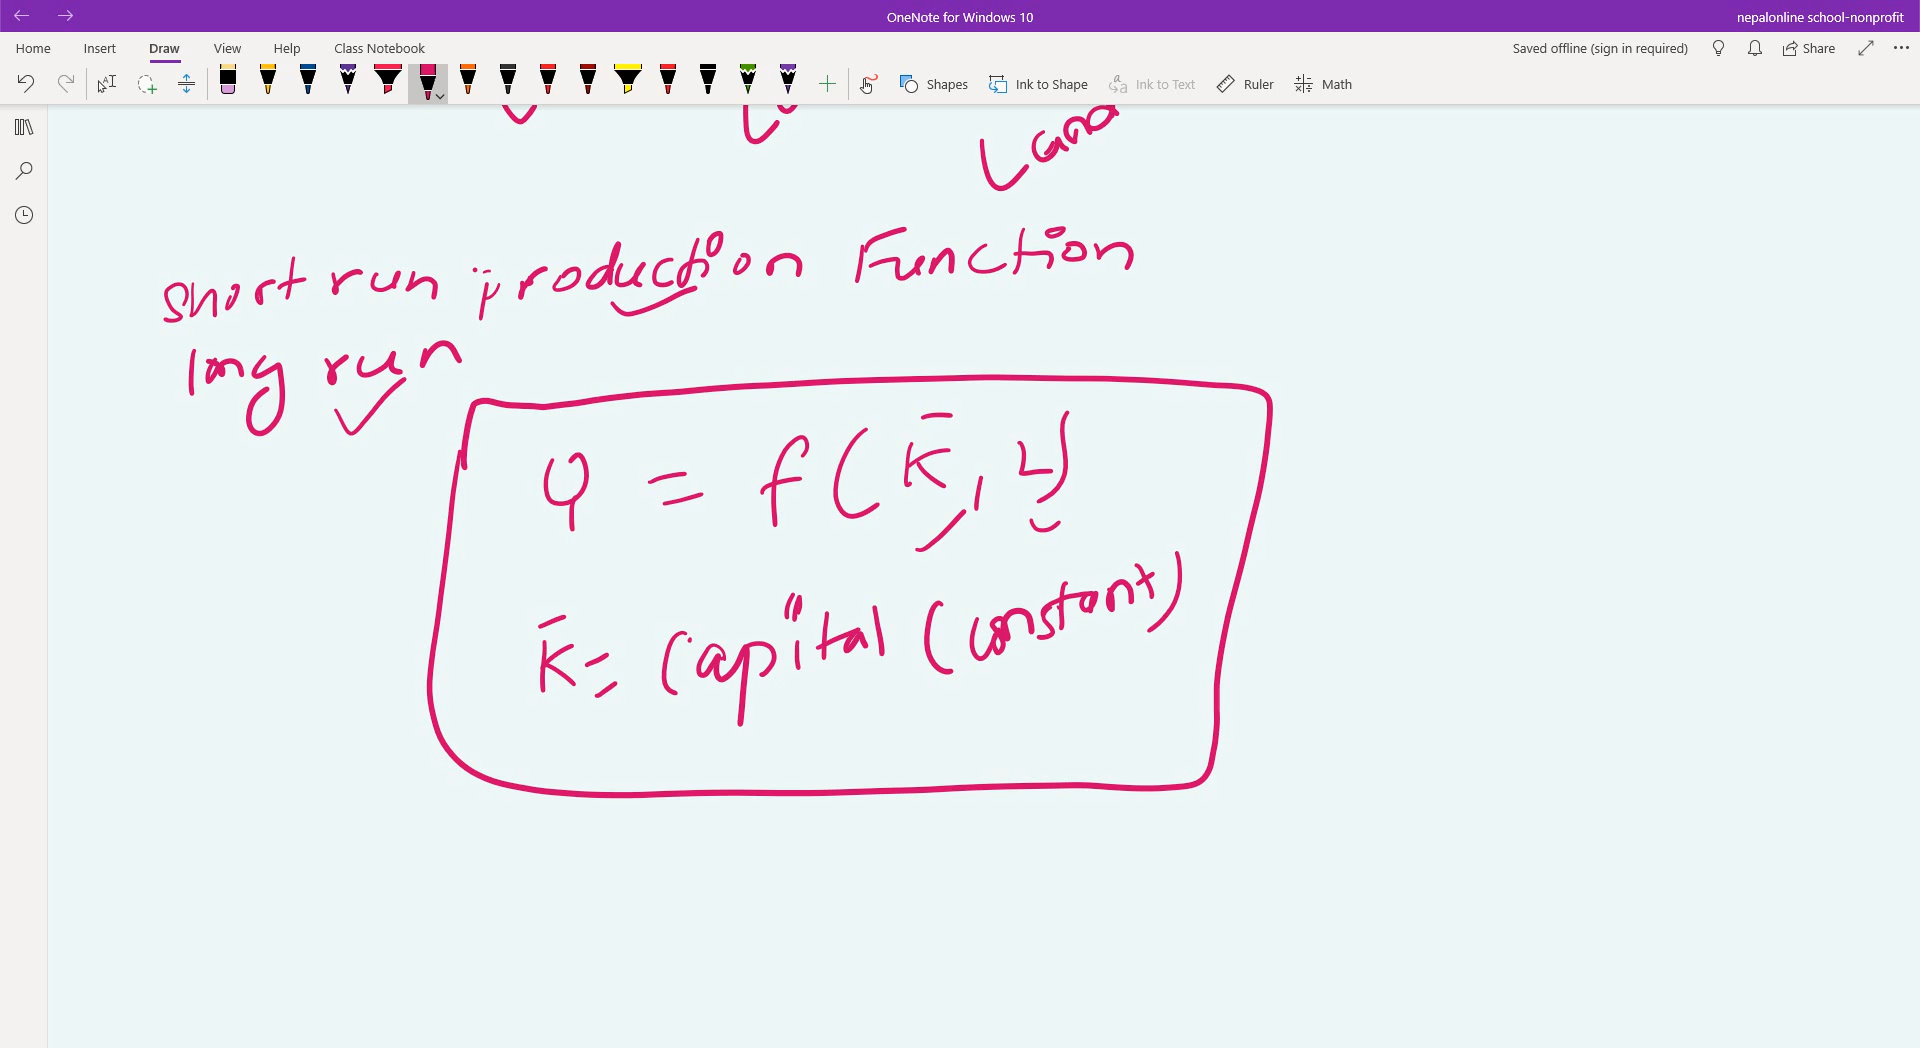 OneNote for Windows 10
nepalonline school-nonprofit
Home Insert Draw View Help Class Notebook
Saved offline (sign in required) Share
Shapes Ink to Shape Ink to Text Ruler Math
Land
Short run production Function
long run
Q = f(K̄, L)
K̄ = Capital (constant)